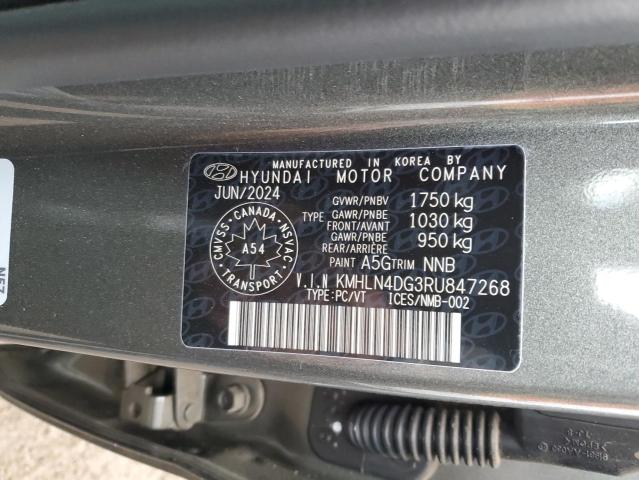 MANUFACTURED IN KOREA BY
HYUNDAI MOTOR COMPANY
JUN/2024
GVWR/PNBV 1750 kg
TYPE GAWR/PNBE FRONT/AVANT 1030 kg
GAWR/PNBE REAR/ARRIÈRE 950 kg
PAINT A5G TRIM NNB
CMVSS • CANADA • NSVAC
A54
TRANSPORT
V.I.N KMHLN4DG3RU847268
TYPE:PC/VT ICES/NMB-002
N57